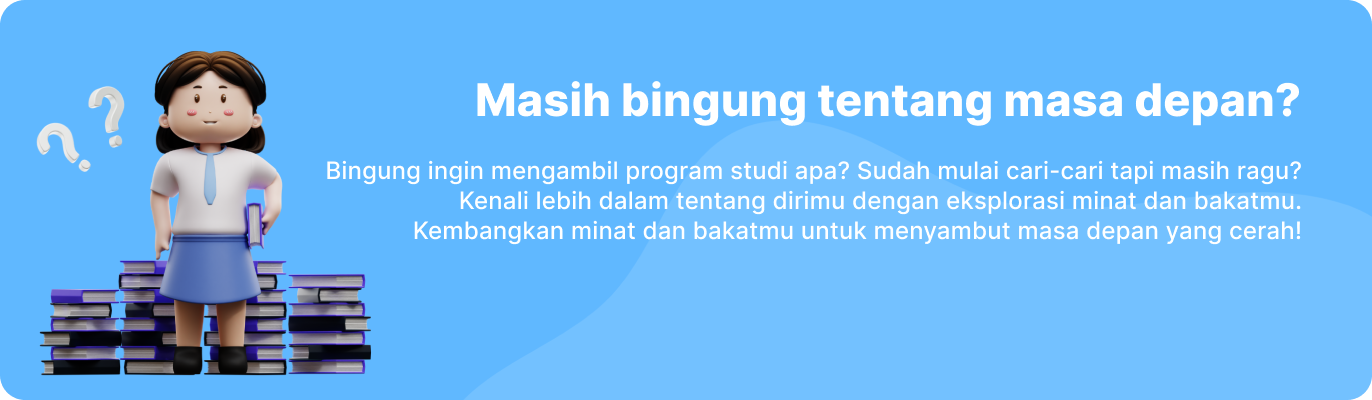 Masih bingung tentang masa depan?
Bingung ingin mengambil program studi apa? Sudah mulai cari-cari tapi masih ragu?
Kenali lebih dalam tentang dirimu dengan eksplorasi minat dan bakatmu.
Kembangkan minat dan bakatmu untuk menyambut masa depan yang cerah!